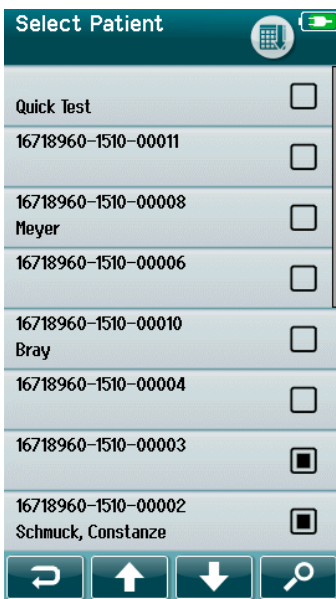 Select Patient
Quick Test
16718960-1510-00011
16718960-1510-00008
Meyer
16718960-1510-00006
16718960-1510-00010
Bray
16718960-1510-00004
16718960-1510-00003
16718960-1510-00002
Schmuck, Constanze